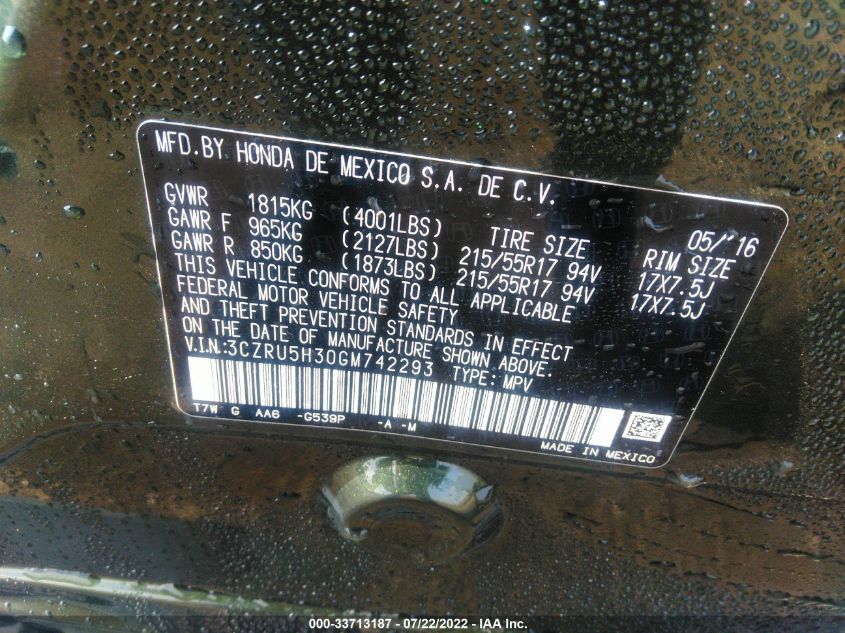 MFD.BY HONDA DE MEXICO S.A. DE C.V.
05/'16
GVWR 1815KG (4001LBS) TIRE SIZE RIM SIZE
GAWR F 965KG (2127LBS) 215/55R17 94V 17X7.5J
GAWR R 850KG (1873LBS) 215/55R17 94V 17X7.5J
THIS VEHICLE CONFORMS TO ALL APPLICABLE
FEDERAL MOTOR VEHICLE SAFETY
AND THEFT PREVENTION STANDARDS IN EFFECT
ON THE DATE OF MANUFACTURE SHOWN ABOVE.
V.I.N:3CZRU5H30GM742293 TYPE: MPV
T7W G AA6 -G539P -A -M
MADE IN MEXICO
000-33713187 - 07/22/2022 - IAA Inc.